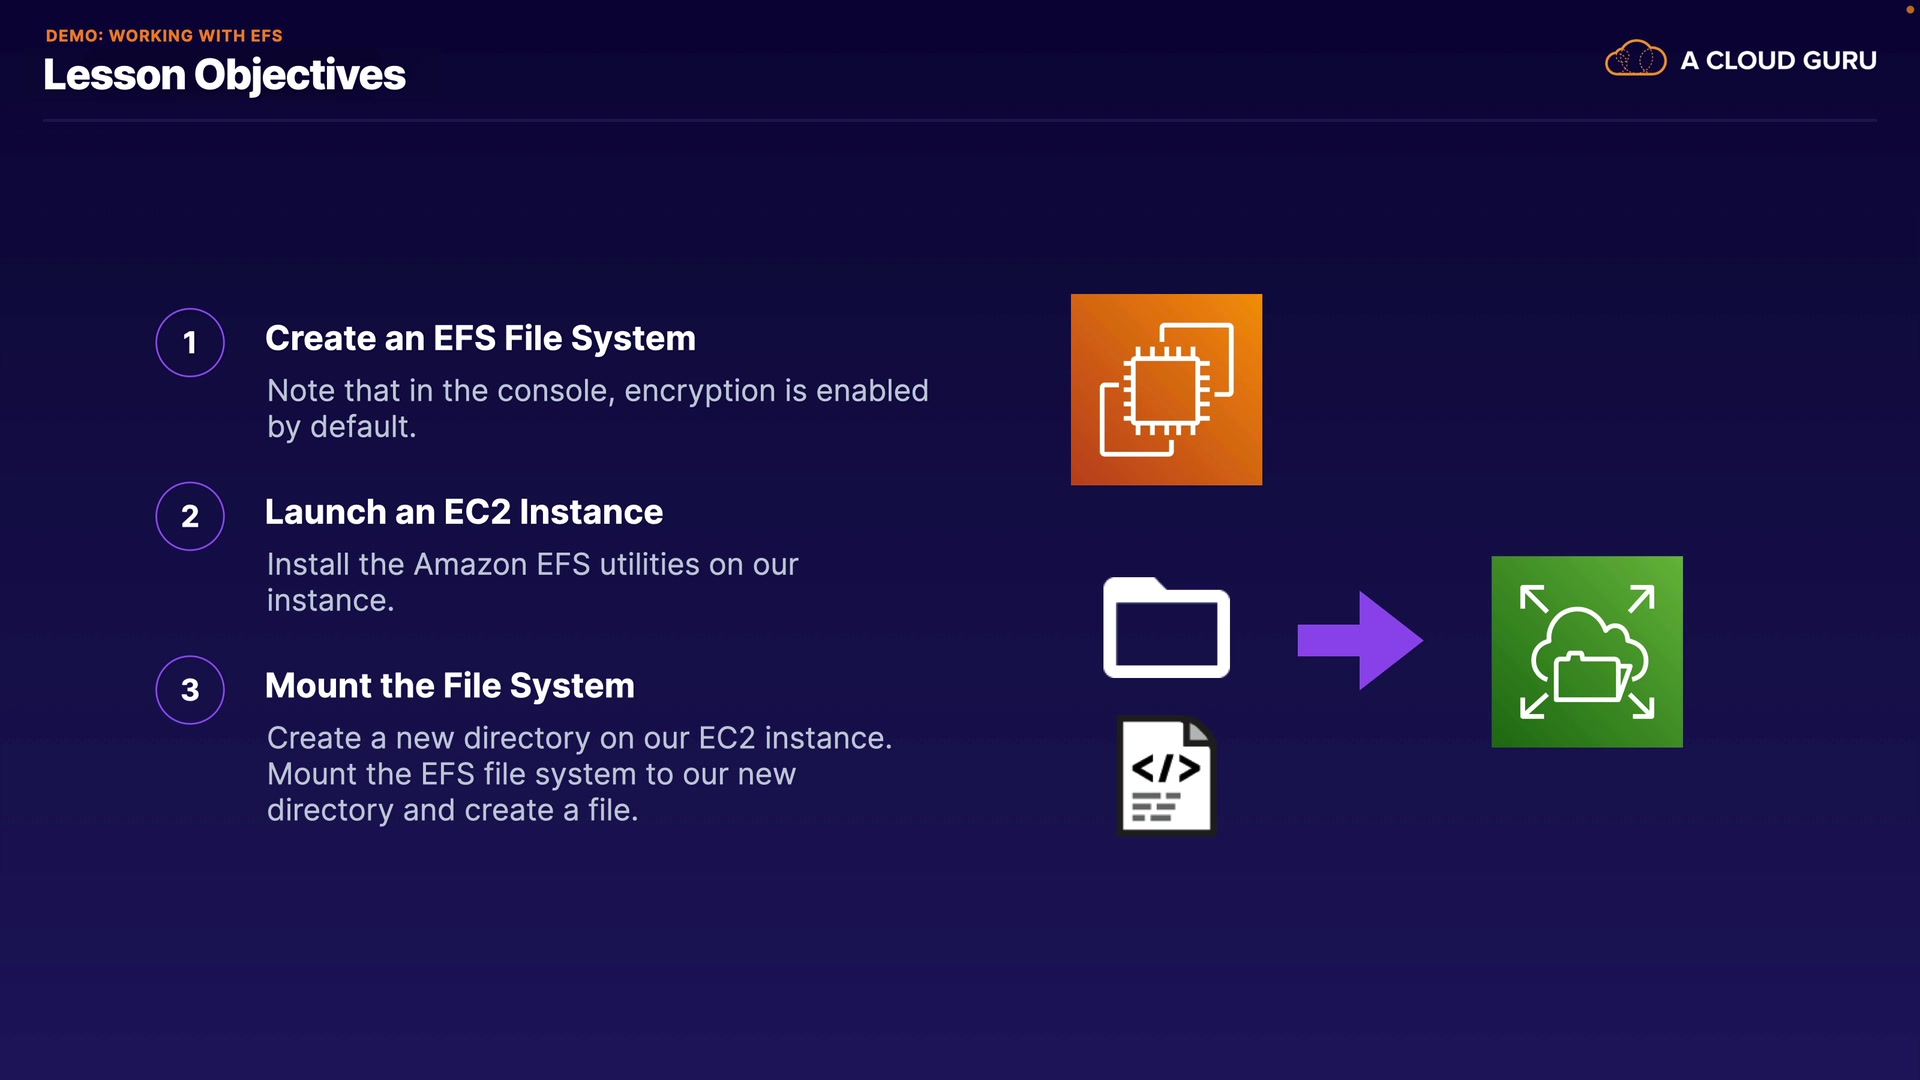 DEMO: WORKING WITH EFS
Lesson Objectives
A CLOUD GURU
1
Create an EFS File System
Note that in the console, encryption is enabled
by default.
2
Launch an EC2 Instance
Install the Amazon EFS utilities on our
instance.
3
Mount the File System
Create a new directory on our EC2 instance.
Mount the EFS file system to our new
directory and create a file.
</>